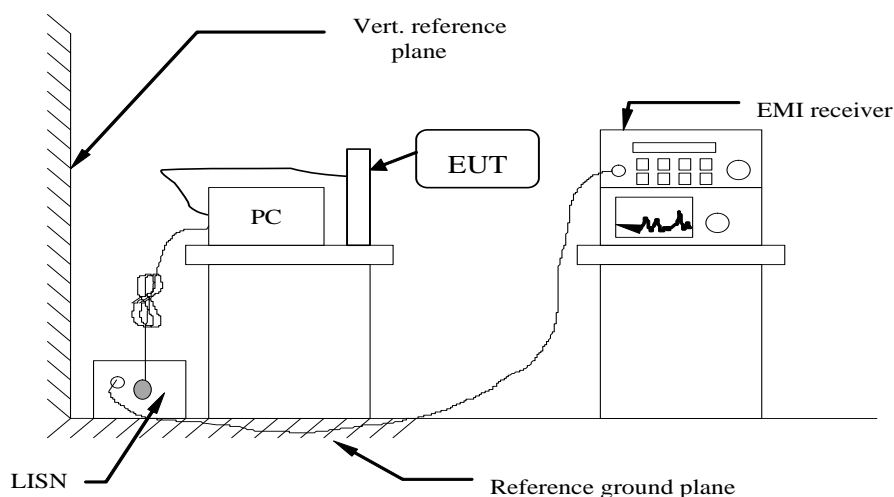 Vert. reference
plane
EMI receiver
EUT
PC
LISN
Reference ground plane